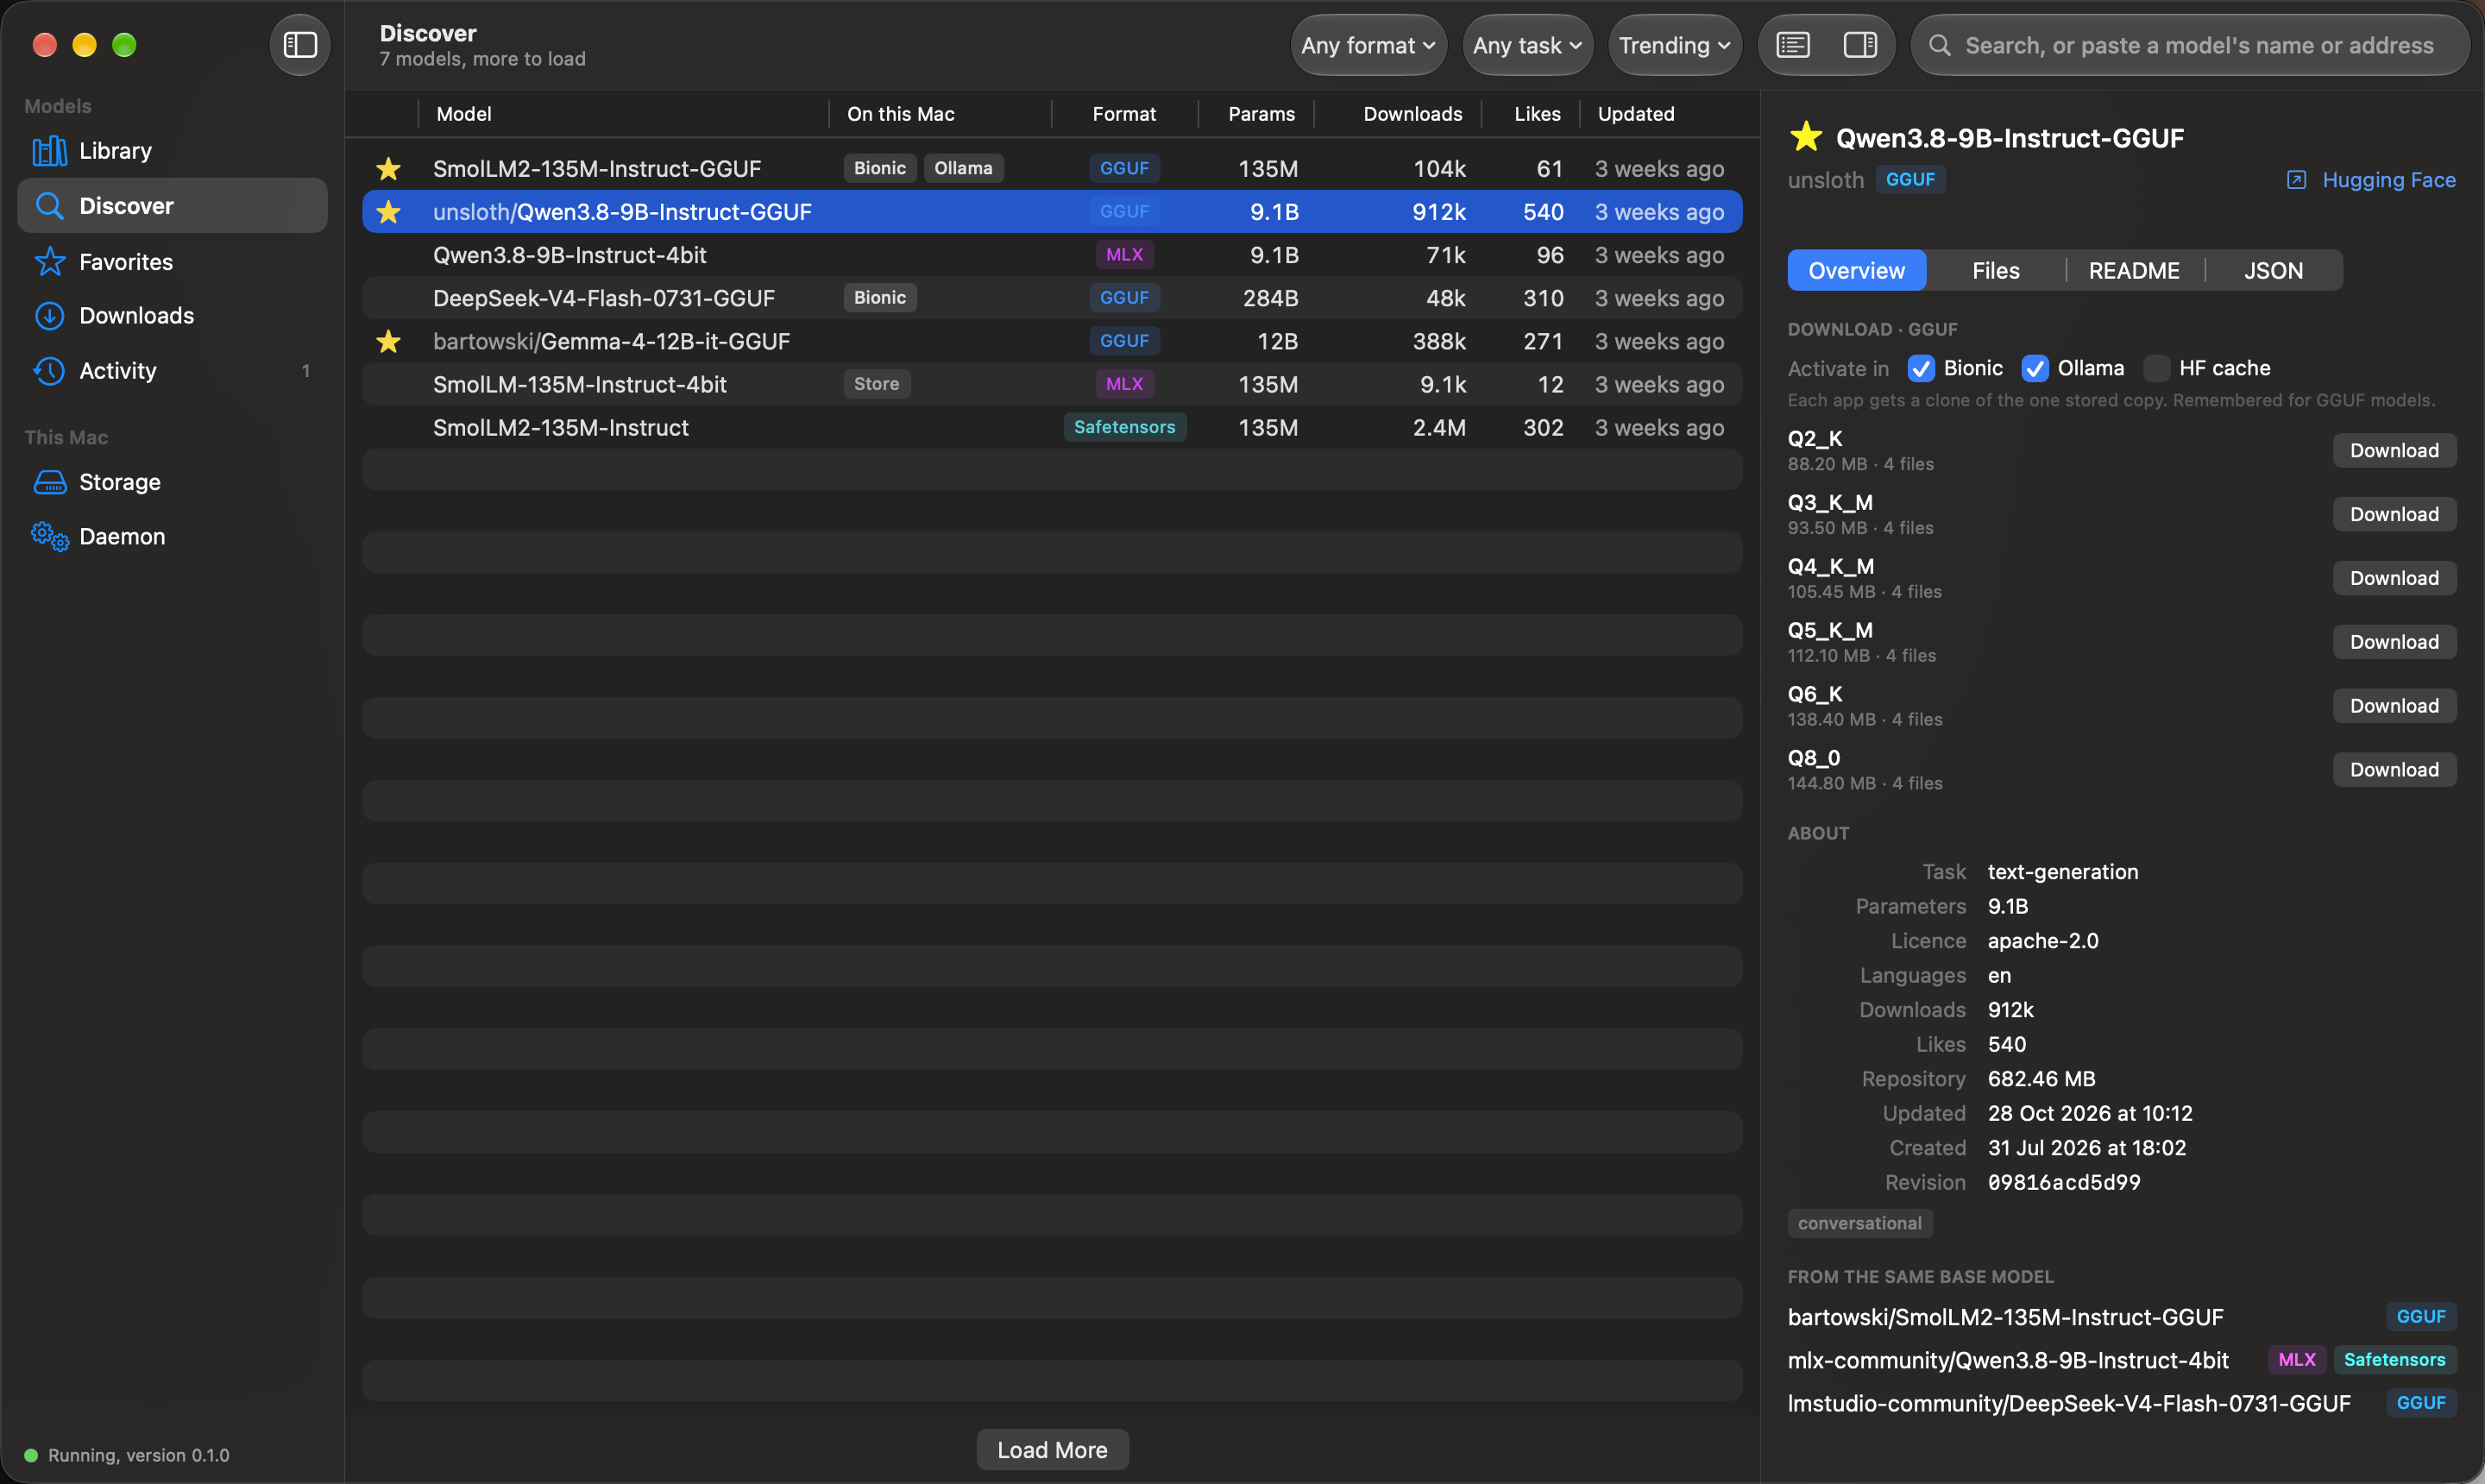 Discover
7 models, more to load
Any format
Any task
Trending
Search, or paste a model's name or address
Models
Library
Discover
Favorites
Downloads
Activity 1
This Mac
Storage
Daemon
Running, version 0.1.0
Model On this Mac Format Params Downloads Likes Updated
SmolLM2-135M-Instruct-GGUF Bionic Ollama GGUF 135M 104k 61 3 weeks ago
unsloth/Qwen3.8-9B-Instruct-GGUF GGUF 9.1B 912k 540 3 weeks ago
Qwen3.8-9B-Instruct-4bit MLX 9.1B 71k 96 3 weeks ago
DeepSeek-V4-Flash-0731-GGUF Bionic GGUF 284B 48k 310 3 weeks ago
bartowski/Gemma-4-12B-it-GGUF GGUF 12B 388k 271 3 weeks ago
SmolLM-135M-Instruct-4bit Store MLX 135M 9.1k 12 3 weeks ago
SmolLM2-135M-Instruct Safetensors 135M 2.4M 302 3 weeks ago
Load More
Qwen3.8-9B-Instruct-GGUF
unsloth GGUF Hugging Face
Overview Files README JSON
DOWNLOAD · GGUF
Activate in Bionic Ollama HF cache
Each app gets a clone of the one stored copy. Remembered for GGUF models.
Q2_K
88.20 MB · 4 files
Download
Q3_K_M
93.50 MB · 4 files
Download
Q4_K_M
105.45 MB · 4 files
Download
Q5_K_M
112.10 MB · 4 files
Download
Q6_K
138.40 MB · 4 files
Download
Q8_0
144.80 MB · 4 files
Download
ABOUT
Task text-generation
Parameters 9.1B
Licence apache-2.0
Languages en
Downloads 912k
Likes 540
Repository 682.46 MB
Updated 28 Oct 2026 at 10:12
Created 31 Jul 2026 at 18:02
Revision 09816acd5d99
conversational
FROM THE SAME BASE MODEL
bartowski/SmolLM2-135M-Instruct-GGUF GGUF
mlx-community/Qwen3.8-9B-Instruct-4bit MLX Safetensors
lmstudio-community/DeepSeek-V4-Flash-0731-GGUF GGUF